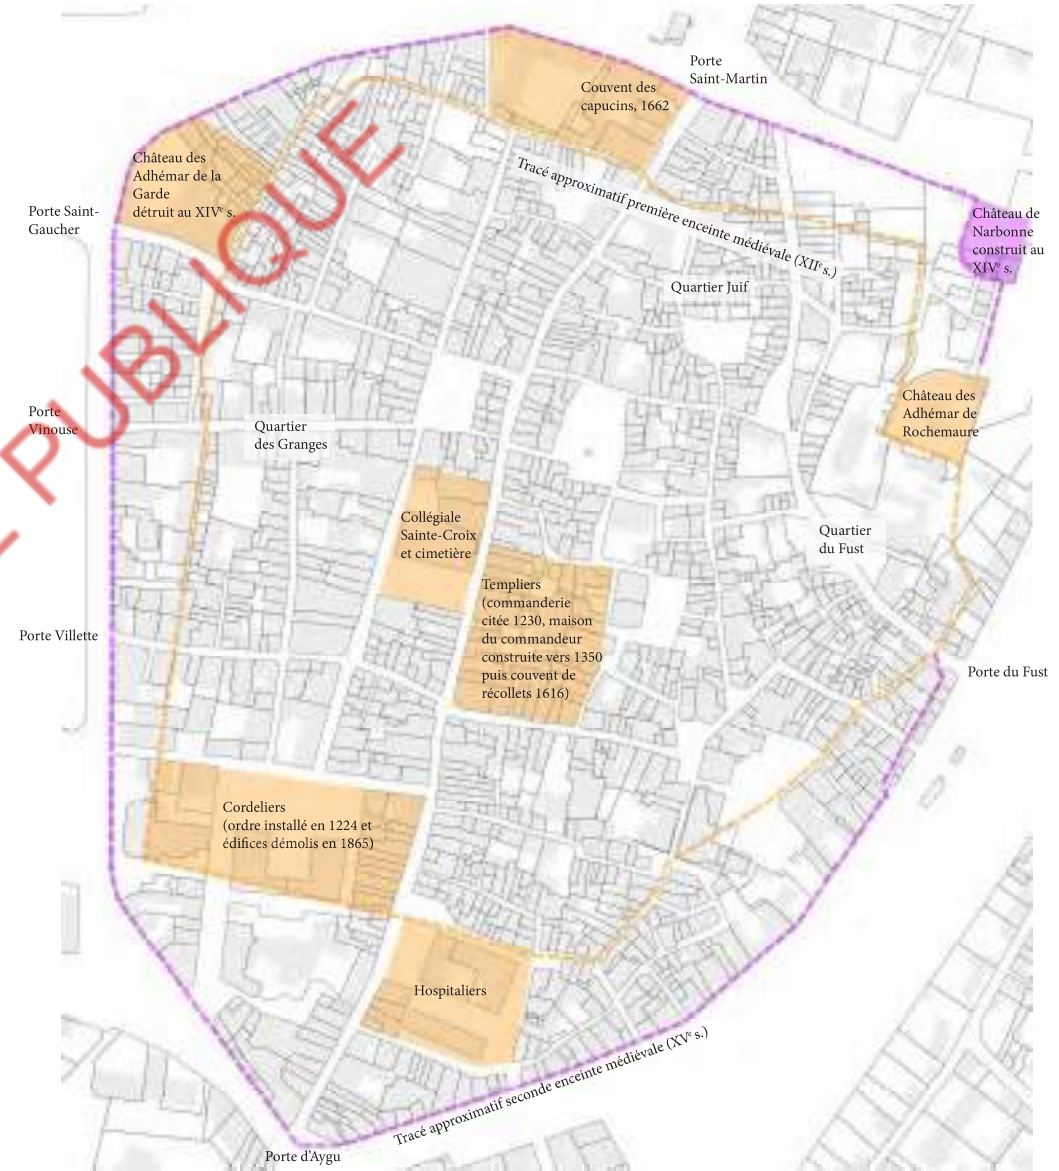 Porte
Saint-Martin
Couvent des
capucins, 1662
Château des
Adhémar de la
Garde
détruit au XIVe s.
Tracé approximatif première enceinte médiévale (XIIe s.)
Porte Saint-
Gaucher
Château de
Narbonne
construit au
XIVe s.
Quartier Juif
PUBLIQUE
Château des
Adhémar de
Rochemaure
Porte
Vinouse
Quartier
des Granges
Collégiale
Sainte-Croix
et cimetière
Quartier
du Fust
Templiers
(commanderie
citée 1230, maison
du commandeur
construite vers 1350
puis couvent de
récollets 1616)
Porte Villette
Porte du Fust
Cordeliers
(ordre installé en 1224 et
édifices démolis en 1865)
Hospitaliers
Tracé approximatif seconde enceinte médiévale (XVe s.)
Porte d'Aygu